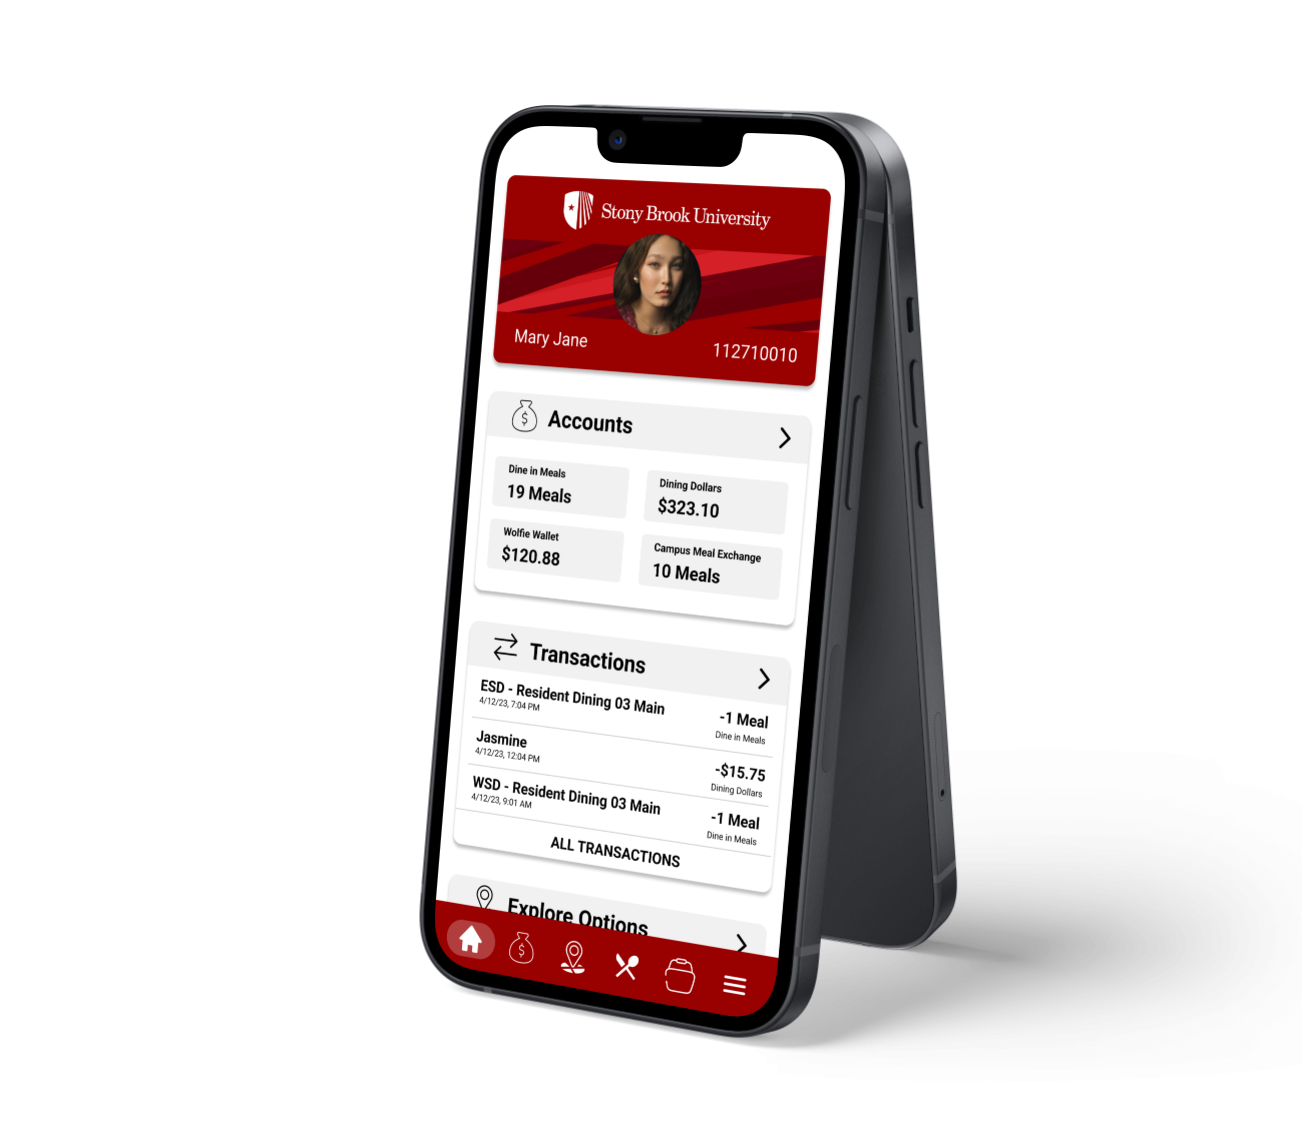 Stony Brook University
Mary Jane
112710010
$
Accounts
Dine in Meals
19 Meals
Dining Dollars
$323.10
Wolfie Wallet
$120.88
Campus Meal Exchange
10 Meals
Transactions
ESD - Resident Dining 03 Main
4/12/23, 7:04 PM
-1 Meal
Dine in Meals
Jasmine
4/12/23, 12:04 PM
-$15.75
Dining Dollars
WSD - Resident Dining 03 Main
4/12/23, 9:01 AM
-1 Meal
Dine in Meals
ALL TRANSACTIONS
Explore Options
$